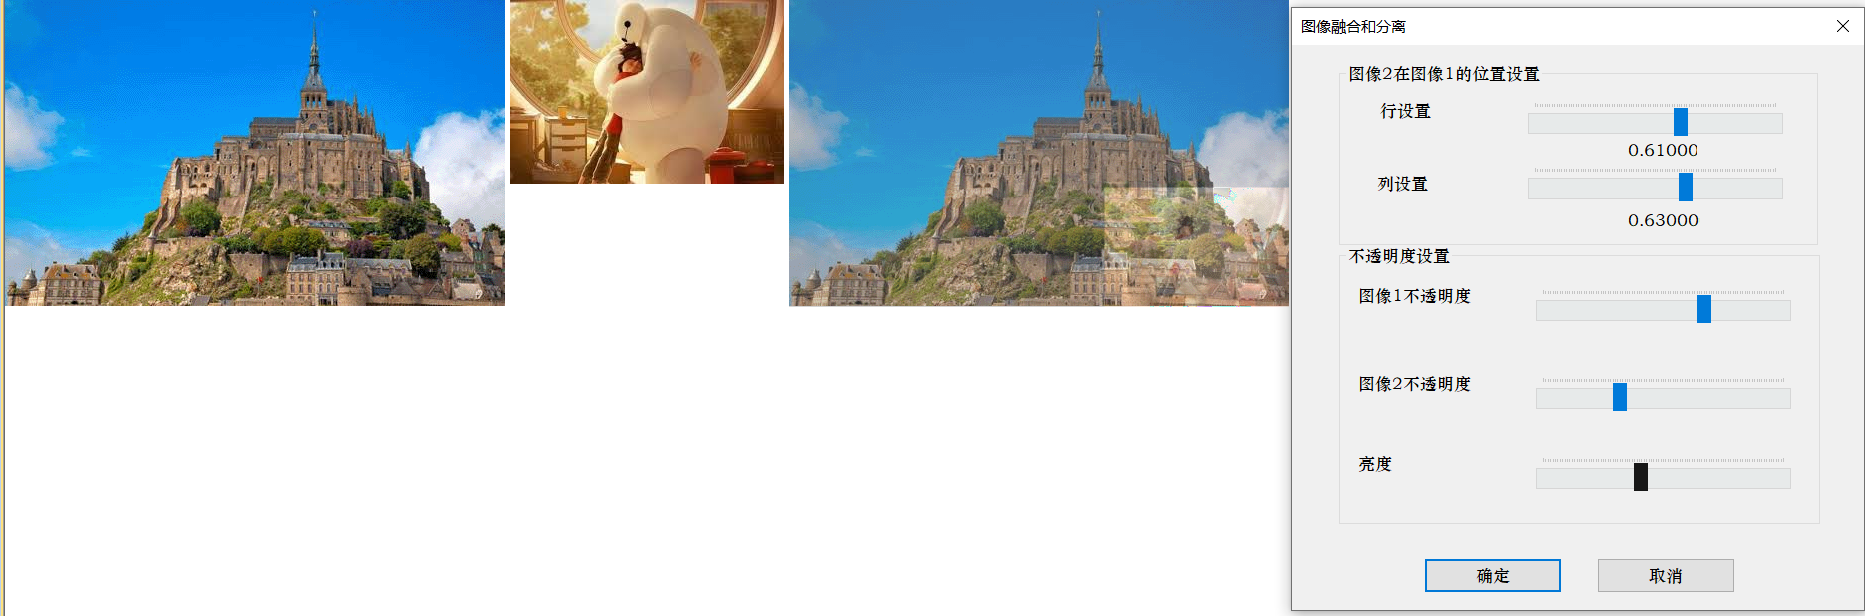 图像融合和分离
图像2在图像1的位置设置
行设置
0.61000
列设置
0.63000
不透明度设置
图像1不透明度
图像2不透明度
亮度
确定
取消